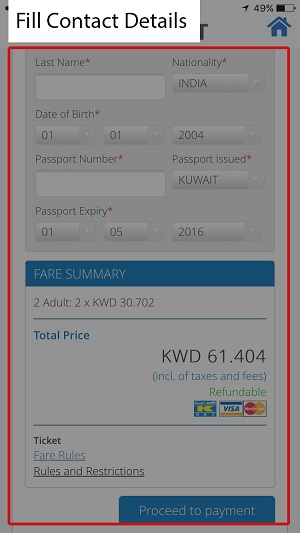 49%
Fill Contact Details
Last Name* Nationality*
INDIA
Date of Birth*
01 01 2004
Passport Number* Passport Issued*
KUWAIT
Passport Expiry*
01 05 2016
FARE SUMMARY
2 Adult: 2 x KWD 30.702
Total Price
KWD 61.404
(incl. of taxes and fees)
Refundable
VISA
Ticket
Fare Rules
Rules and Restrictions
Proceed to payment